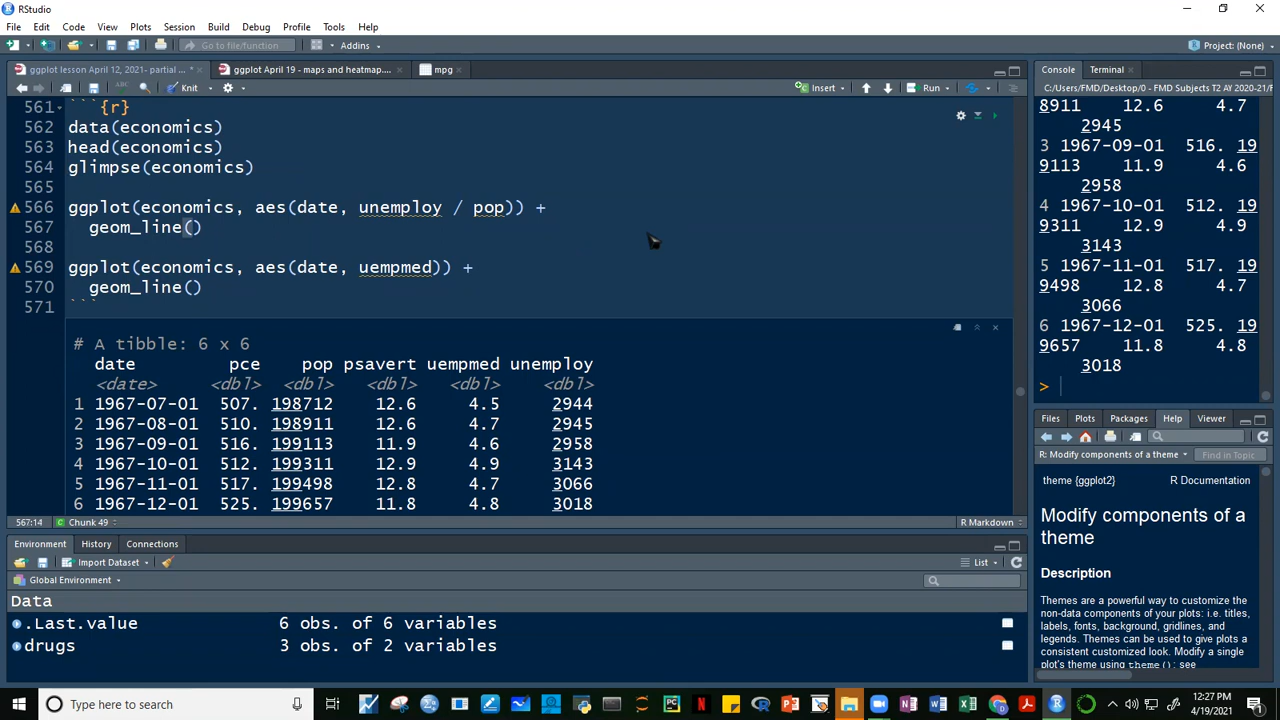 RStudio
File Edit Code View Plots Session Build Debug Profile Tools Help
Go to file/function Addins Project: (None)
ggplot lesson April 12, 2021- partial ... * ggplot April 19 - maps and heatmap.... mpg
Knit Insert Run
561 ```{r}
562 data(economics)
563 head(economics)
564 glimpse(economics)
565
566 ggplot(economics, aes(date, unemploy / pop)) +
567 geom_line()
568
569 ggplot(economics, aes(date, uempmed)) +
570 geom_line()
571 ```
# A tibble: 6 x 6
date pce pop psavert uempmed unemploy
<date> <dbl> <dbl> <dbl> <dbl> <dbl>
1 1967-07-01 507. 198712 12.6 4.5 2944
2 1967-08-01 510. 198911 12.6 4.7 2945
3 1967-09-01 516. 199113 11.9 4.6 2958
4 1967-10-01 512. 199311 12.9 4.9 3143
5 1967-11-01 517. 199498 12.8 4.7 3066
6 1967-12-01 525. 199657 11.8 4.8 3018
567:14 Chunk 49 R Markdown
Environment History Connections
Import Dataset List
Global Environment
Data
.Last.value 6 obs. of 6 variables
drugs 3 obs. of 2 variables
Console Terminal
C:/Users/FMD/Desktop/0 - FMD Subjects T2 AY 2020-21/F
8911 12.6 4.7
2945
3 1967-09-01 516. 19
9113 11.9 4.6
2958
4 1967-10-01 512. 19
9311 12.9 4.9
3143
5 1967-11-01 517. 19
9498 12.8 4.7
3066
6 1967-12-01 525. 19
9657 11.8 4.8
3018
>
Files Plots Packages Help Viewer
R: Modify components of a theme Find in Topic
theme {ggplot2} R Documentation
Modify components of a
theme
Description
Themes are a powerful way to customize the
non-data components of your plots: i.e. titles,
labels, fonts, background, gridlines, and
legends. Themes can be used to give plots a
consistent customized look. Modify a single
plot's theme using theme(); see
Type here to search
12:27 PM
4/19/2021